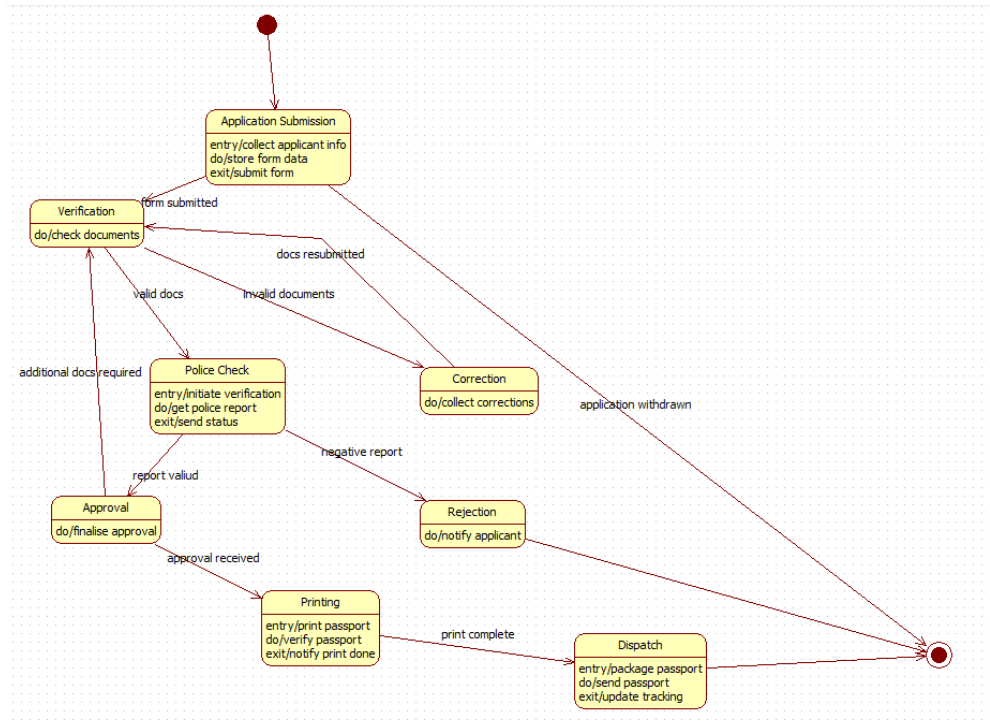 Application Submission
entry/collect applicant info
do/store form data
exit/submit form
form submitted
Verification
do/check documents
docs resubmitted
valid docs
invalid documents
additional docs required
Police Check
entry/initiate verification
do/get police report
exit/send status
Correction
do/collect corrections
application withdrawn
negative report
report valiud
Approval
do/finalise approval
Rejection
do/notify applicant
approval received
Printing
entry/print passport
do/verify passport
exit/notify print done
print complete
Dispatch
entry/package passport
do/send passport
exit/update tracking